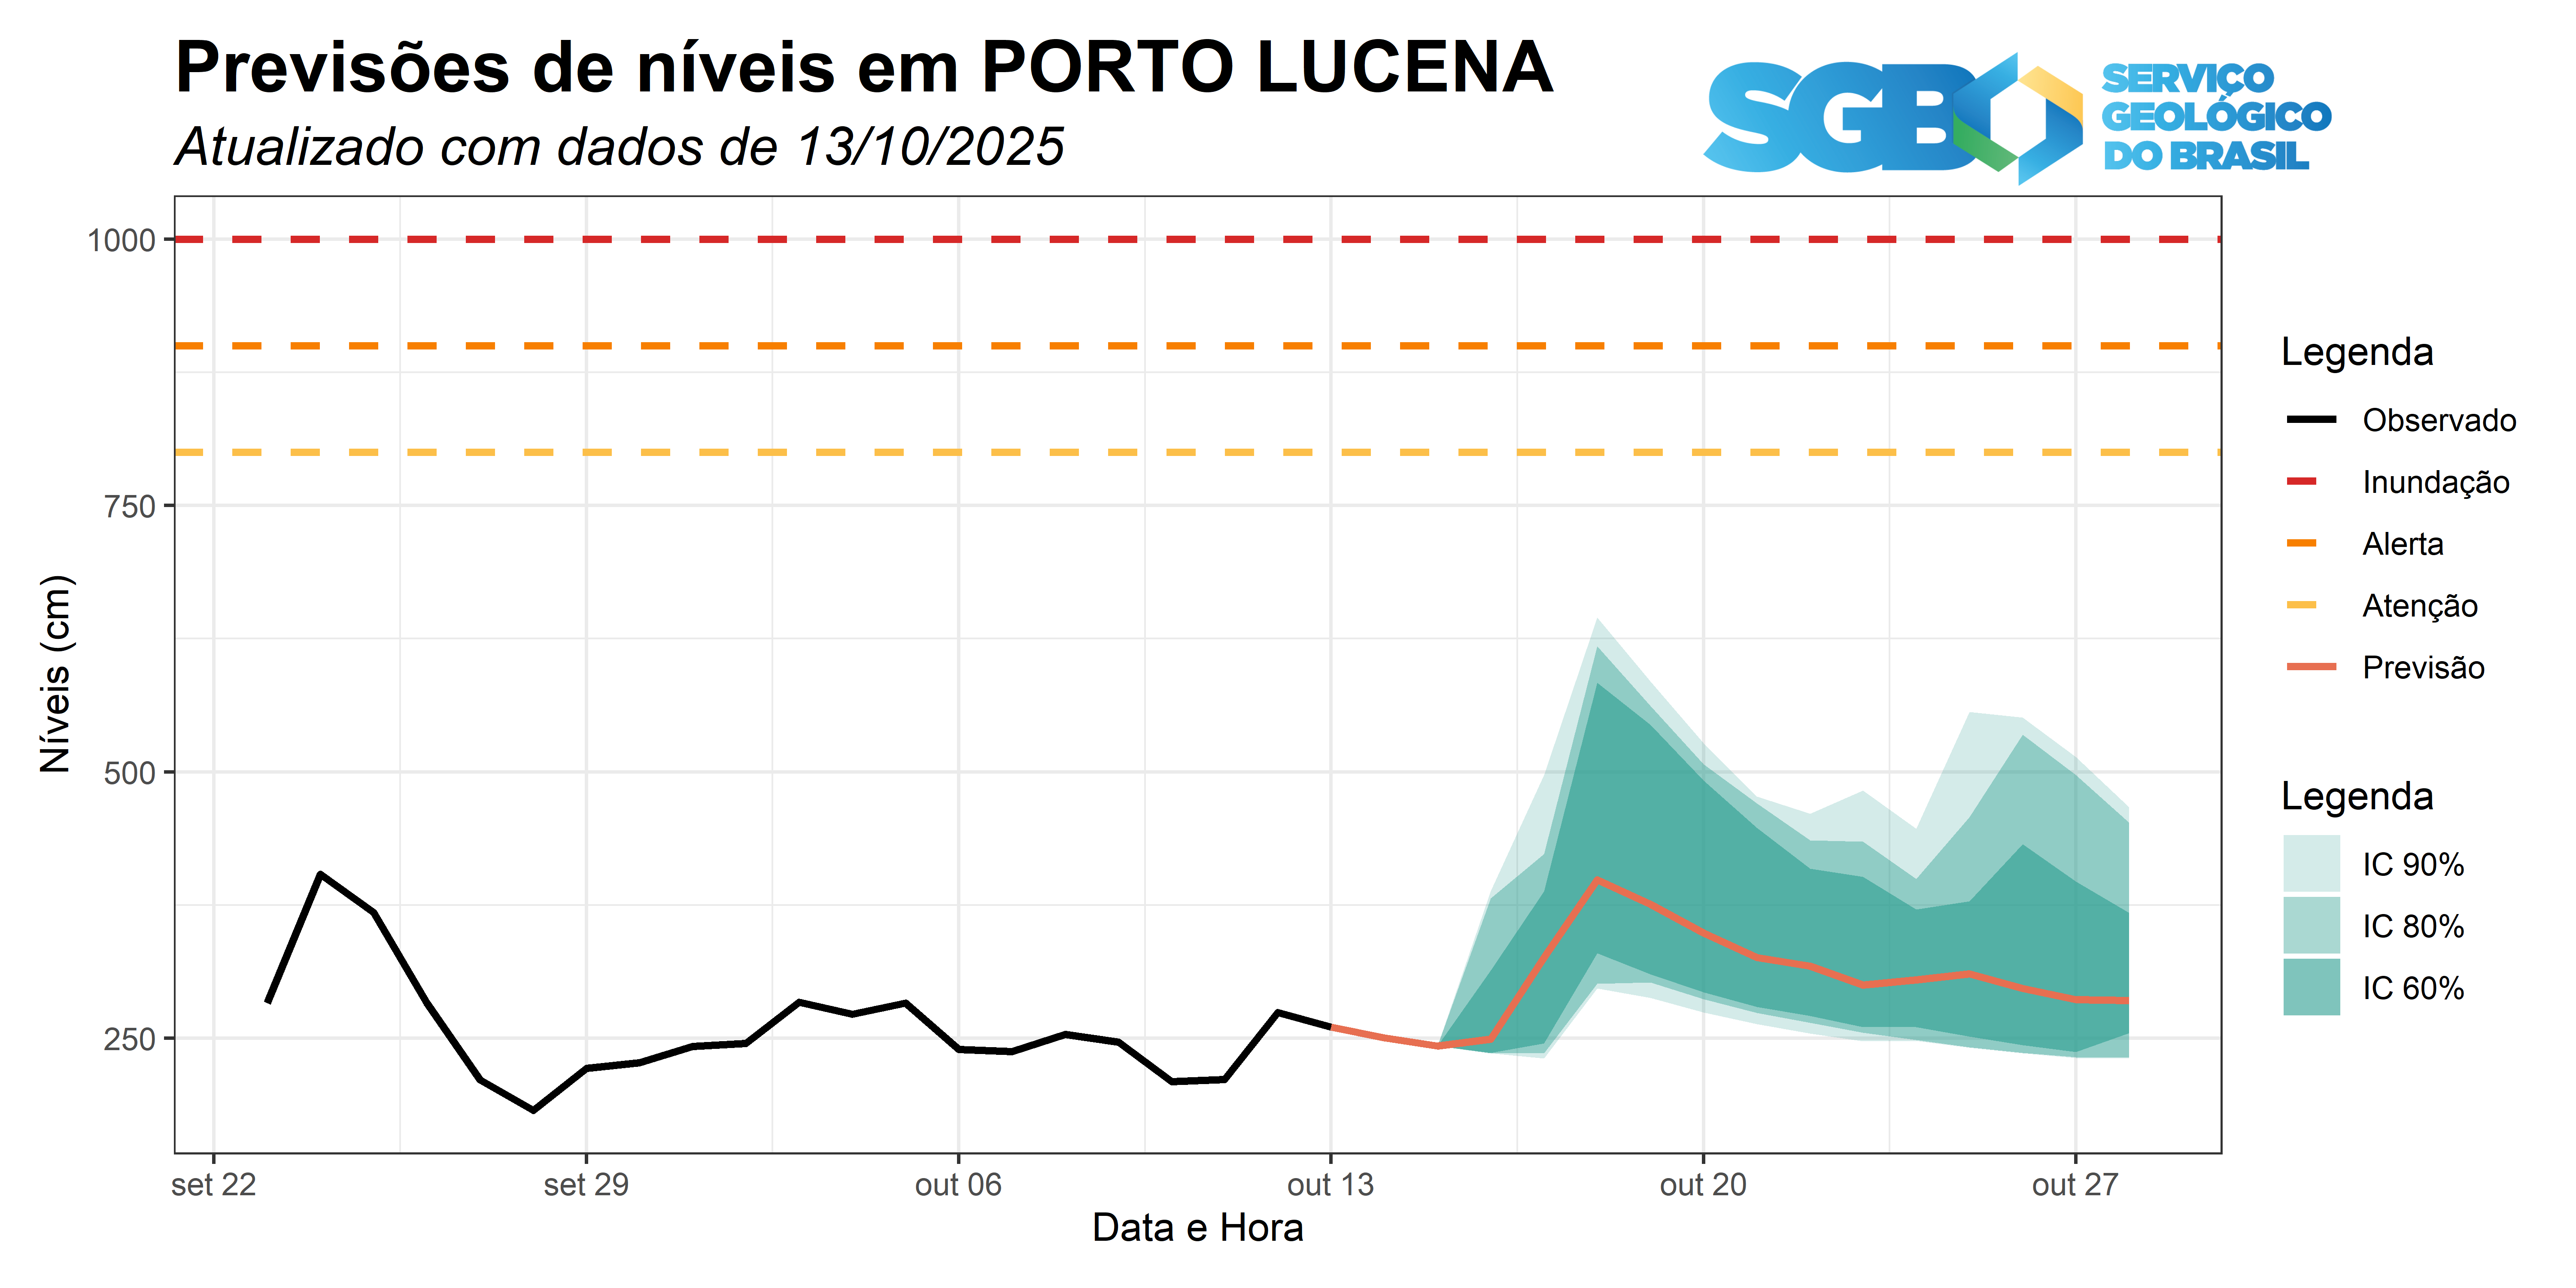 Previsões de níveis em PORTO LUCENA
Atualizado com dados de 13/10/2025
SGB
SERVIÇO
GEOLÓGICO
DO BRASIL
Níveis (cm)
1000
750
500
250
set 22
set 29
out 06
out 13
out 20
out 27
Data e Hora
Legenda
Observado
Inundação
Alerta
Atenção
Previsão
Legenda
IC 90%
IC 80%
IC 60%